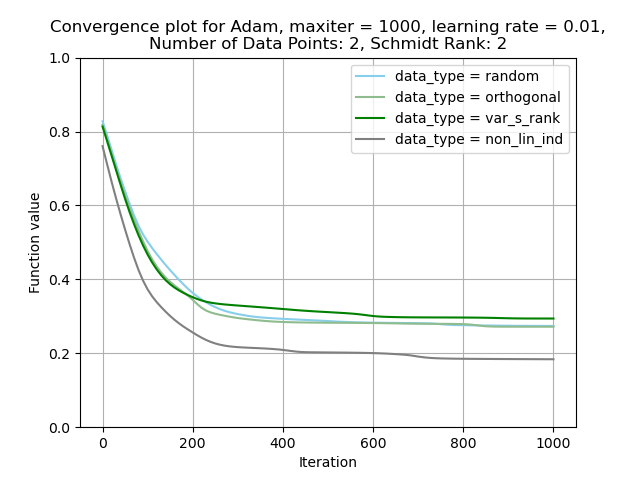 Convergence plot for Adam, maxiter = 1000, learning rate = 0.01,
Number of Data Points: 2, Schmidt Rank: 2
1.0
0.8
0.6
0.4
0.2
0.0
Function value
data_type = random
data_type = orthogonal
data_type = var_s_rank
data_type = non_lin_ind
0 200 400 600 800 1000
Iteration